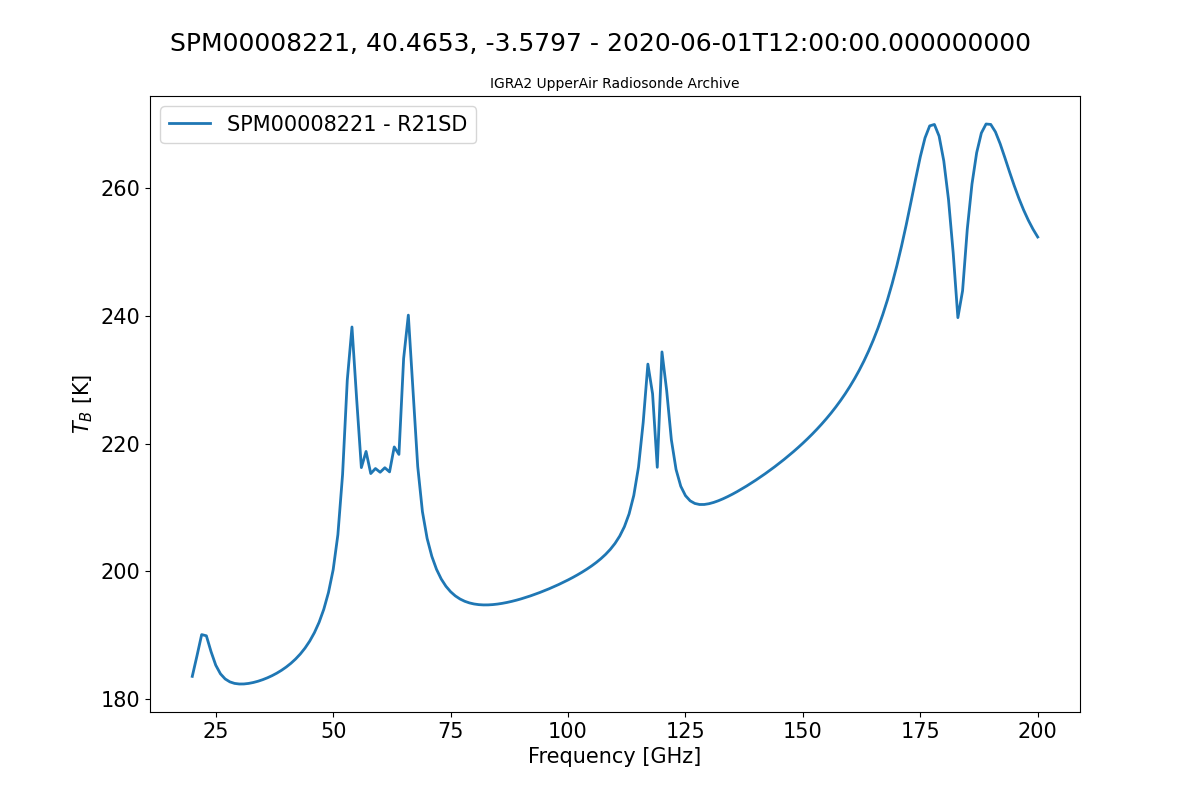 SPM00008221, 40.4653, -3.5797 - 2020-06-01T12:00:00.000000000
IGRA2 UpperAir Radiosonde Archive
SPM00008221 - R21SD
260
240
220
200
180
T_B [K]
25 50 75 100 125 150 175 200
Frequency [GHz]